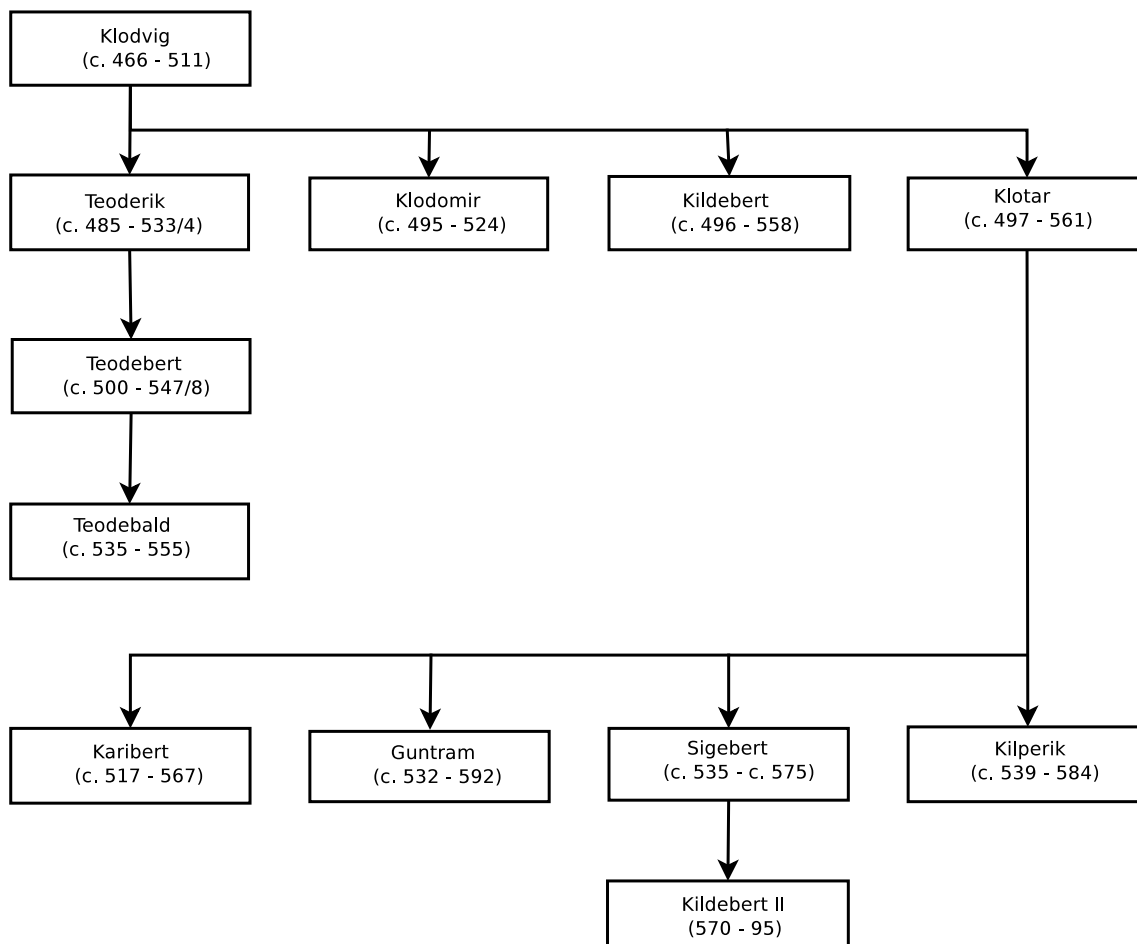 Klodvig
(c. 466 - 511)
Teoderik
(c. 485 - 533/4)
Klodomir
(c. 495 - 524)
Kildebert
(c. 496 - 558)
Klotar
(c. 497 - 561)
Teodebert
(c. 500 - 547/8)
Teodebald
(c. 535 - 555)
Karibert
(c. 517 - 567)
Guntram
(c. 532 - 592)
Sigebert
(c. 535 - c. 575)
Kilperik
(c. 539 - 584)
Kildebert II
(570 - 95)